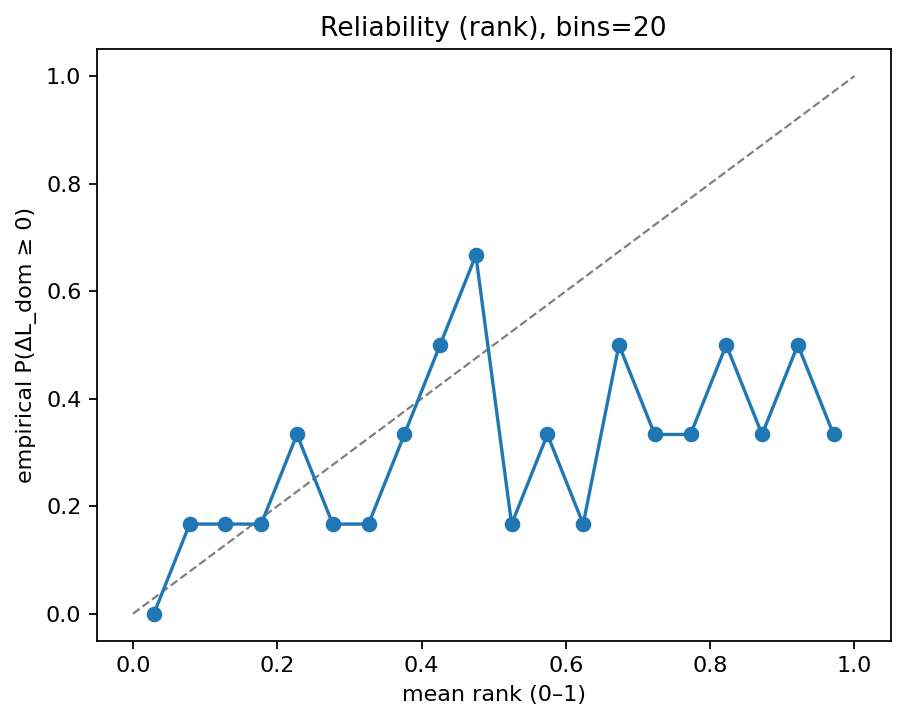 Reliability (rank), bins=20
1.0
0.8
0.6
0.4
0.2
0.0
empirical P(ΔL_dom ≥ 0)
0.0 0.2 0.4 0.6 0.8 1.0
mean rank (0–1)